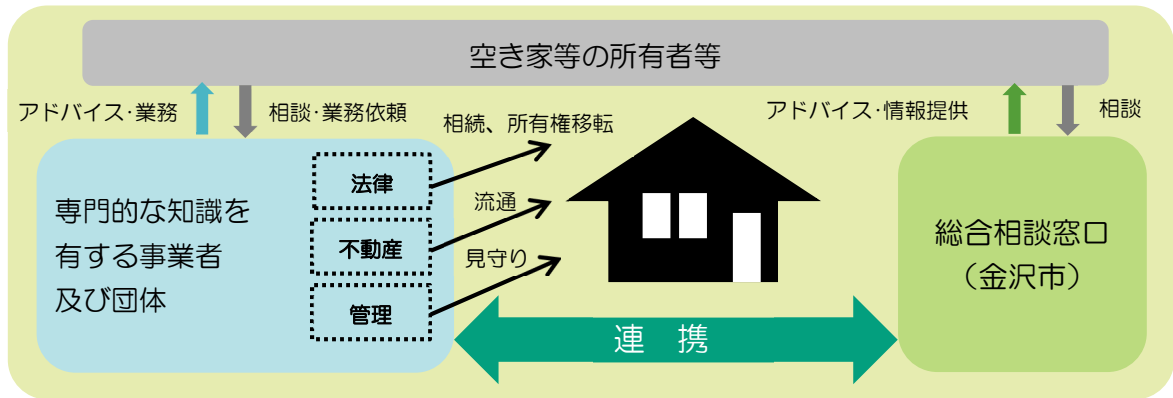 空き家等の所有者等
アドバイス・業務
相談・業務依頼
アドバイス・情報提供
相談
相続、所有権移転
法律
専門的な知識を
有する事業者
及び団体
流通
不動産
見守り
管理
総合相談窓口
（金沢市）
連 携